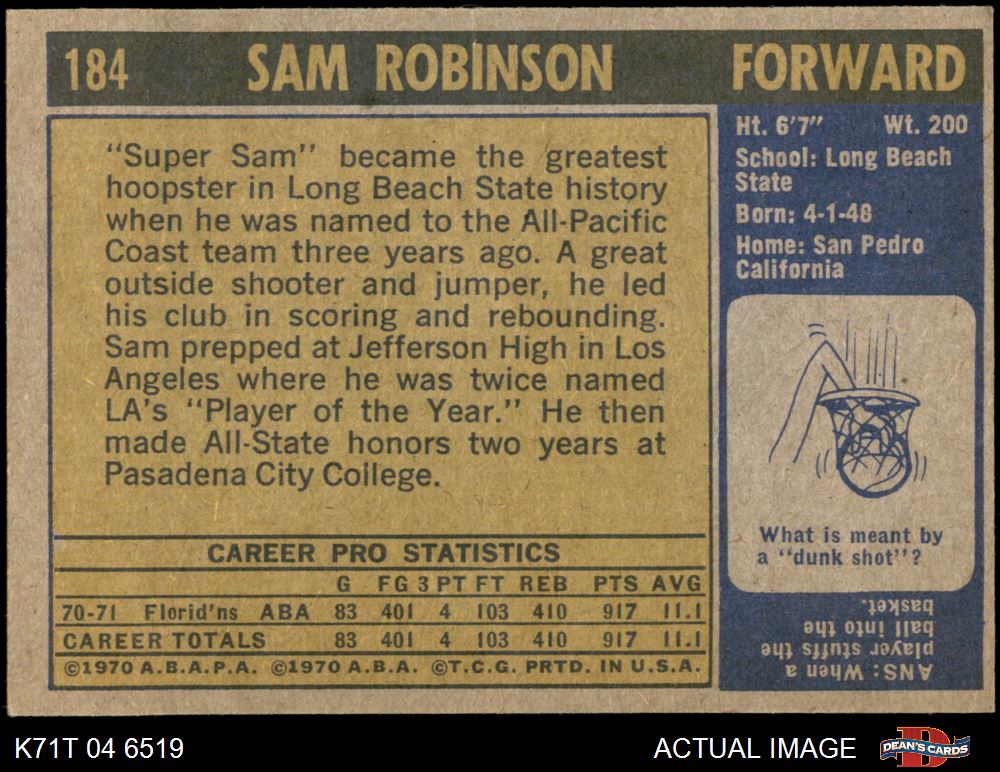 184 SAM ROBINSON FORWARD
"Super Sam" became the greatest
hoopster in Long Beach State history
when he was named to the All-Pacific
Coast team three years ago. A great
outside shooter and jumper, he led
his club in scoring and rebounding.
Sam prepped at Jefferson High in Los
Angeles where he was twice named
LA's "Player of the Year." He then
made All-State honors two years at
Pasadena City College.
CAREER PRO STATISTICS
G FG 3PT FT REB PTS AVG
70-71 Florid'ns ABA 83 401 4 103 410 917 11.1
CAREER TOTALS 83 401 4 103 410 917 11.1
©1970 A.B.A.P.A. ©1970 A.B.A. ©T.C.G. PRTD. IN U.S.A.
Ht. 6'7" Wt. 200
School: Long Beach
State
Born: 4-1-48
Home: San Pedro
California
What is meant by
a "dunk shot"?
ANS: When a
player stuffs the
ball into the
basket.
K71T 04 6519
ACTUAL IMAGE
D
DEAN'S CARDS